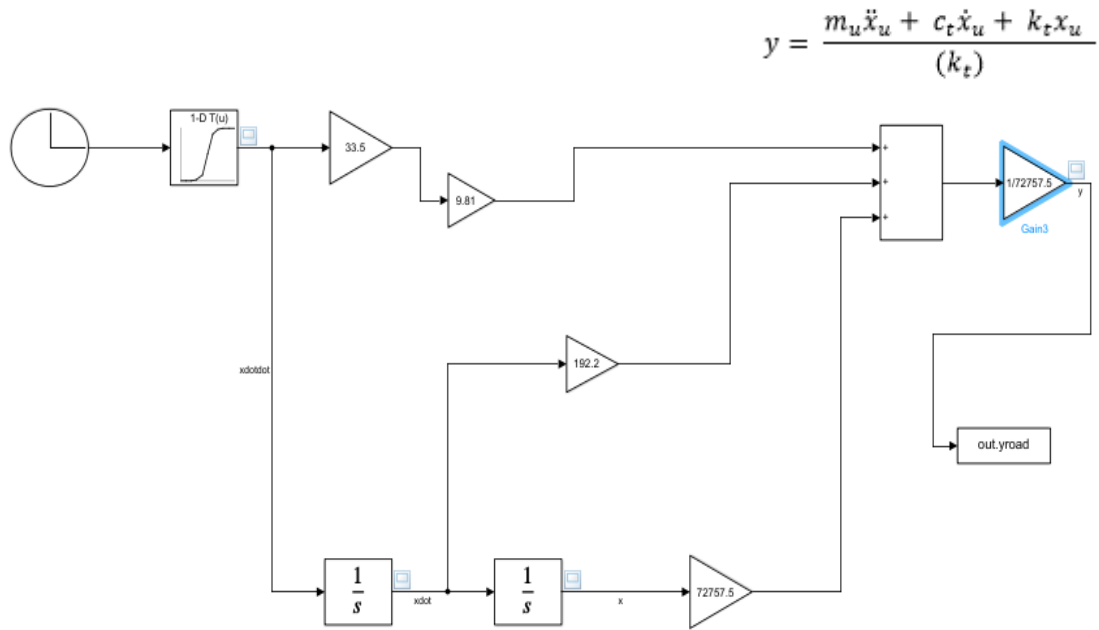 y = (m_u ẍ_u + c_t ẋ_u + k_t x_u) / (k_t)
1-D T(u)
33.5
9.81
+
+
+
1/72757.5
y
Gain3
192.2
xdotdot
out.yroad
1/s
xdot
1/s
x
72757.5